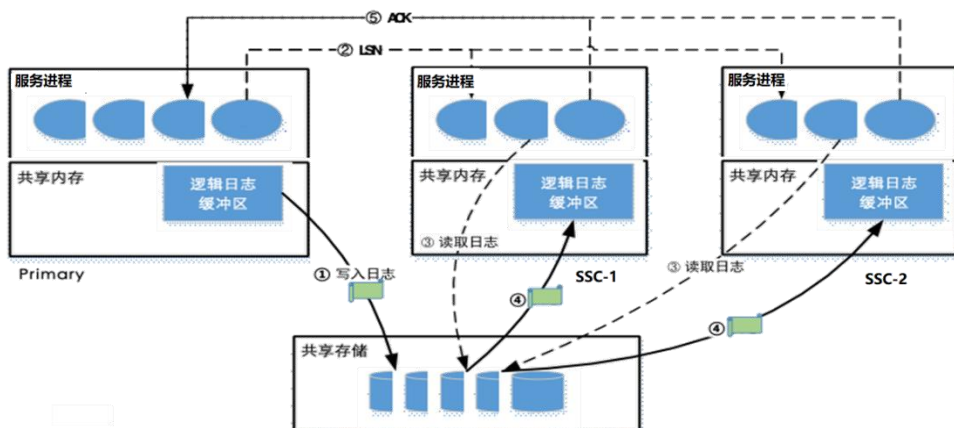 ⑤ ACK
② LSN
服务进程
服务进程
服务进程
共享内存
逻辑日志
缓冲区
共享内存
逻辑日志
缓冲区
共享内存
逻辑日志
缓冲区
③ 读取日志
③ 读取日志
Primary
① 写入日志
SSC-1
SSC-2
④
④
共享存储